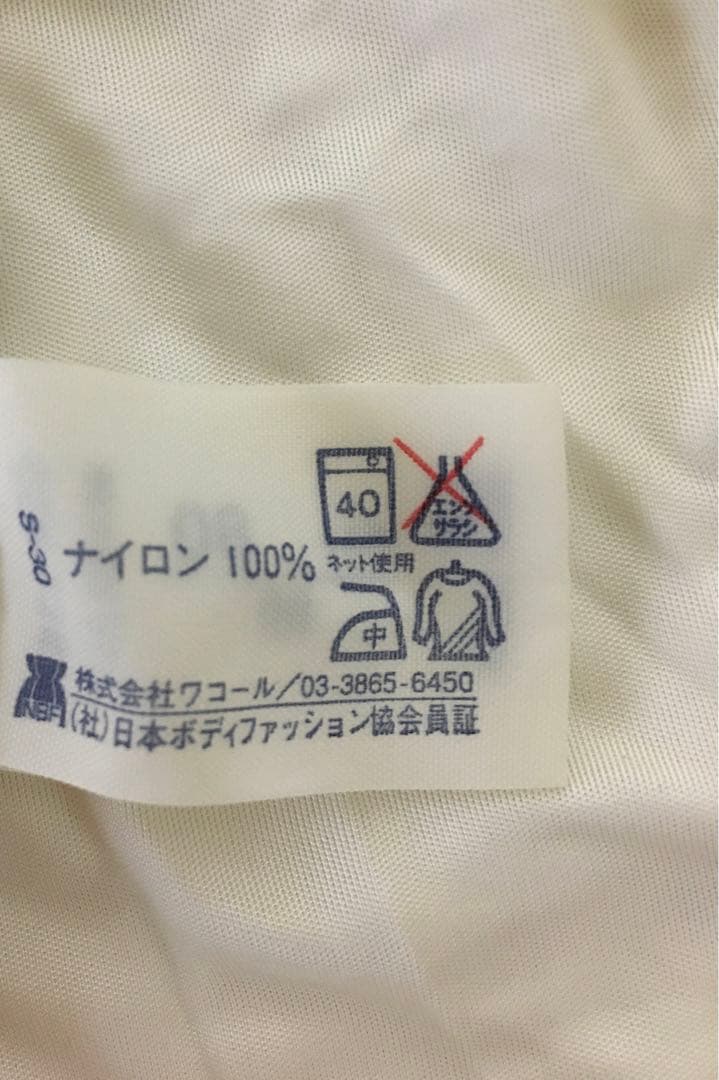 40
エンソ
サラシ
S-30
ナイロン 100%
ネット使用
中
株式会社ワコール/03-3865-6450
NBF
(社)日本ボディファッション協会員証